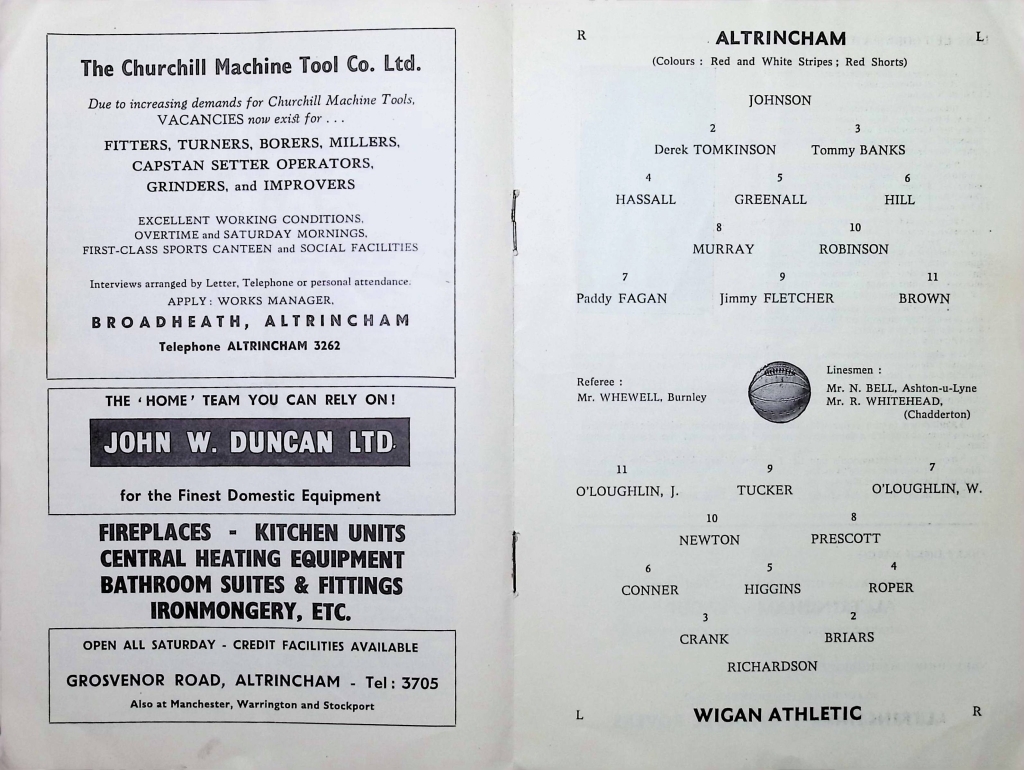 The Churchill Machine Tool Co. Ltd.
Due to increasing demands for Churchill Machine Tools,
VACANCIES now exist for . . .
FITTERS, TURNERS, BORERS, MILLERS,
CAPSTAN SETTER OPERATORS,
GRINDERS, and IMPROVERS
EXCELLENT WORKING CONDITIONS,
OVERTIME and SATURDAY MORNINGS,
FIRST-CLASS SPORTS CANTEEN and SOCIAL FACILITIES
Interviews arranged by Letter, Telephone or personal attendance.
APPLY: WORKS MANAGER,
BROADHEATH, ALTRINCHAM
Telephone ALTRINCHAM 3262
THE 'HOME' TEAM YOU CAN RELY ON!
JOHN W. DUNCAN LTD.
for the Finest Domestic Equipment
FIREPLACES - KITCHEN UNITS
CENTRAL HEATING EQUIPMENT
BATHROOM SUITES & FITTINGS
IRONMONGERY, ETC.
OPEN ALL SATURDAY - CREDIT FACILITIES AVAILABLE
GROSVENOR ROAD, ALTRINCHAM - Tel: 3705
Also at Manchester, Warrington and Stockport
R ALTRINCHAM L
(Colours : Red and White Stripes ; Red Shorts)
JOHNSON
2 3
Derek TOMKINSON Tommy BANKS
4 5 6
HASSALL GREENALL HILL
8 10
MURRAY ROBINSON
7 9 11
Paddy FAGAN Jimmy FLETCHER BROWN
Referee :
Mr. WHEWELL, Burnley
Linesmen :
Mr. N. BELL, Ashton-u-Lyne
Mr. R. WHITEHEAD,
(Chadderton)
11 9 7
O'LOUGHLIN, J. TUCKER O'LOUGHLIN, W.
10 8
NEWTON PRESCOTT
6 5 4
CONNER HIGGINS ROPER
3 2
CRANK BRIARS
RICHARDSON
L WIGAN ATHLETIC R